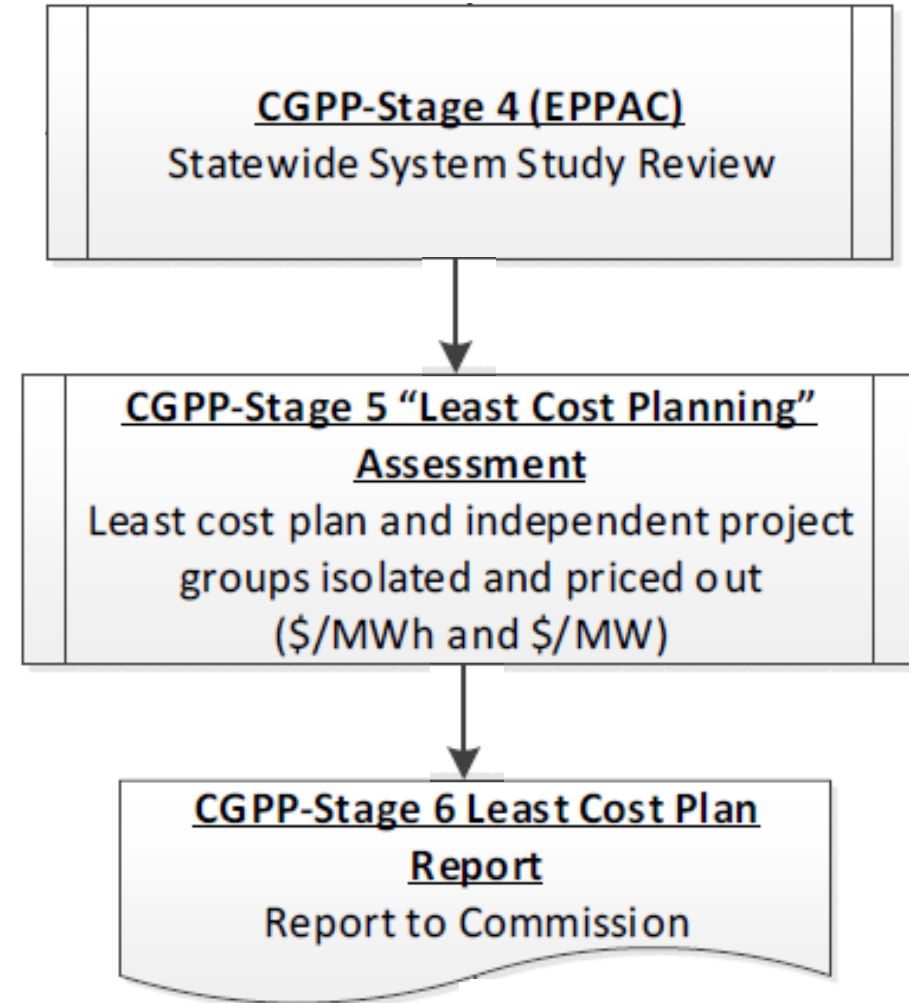 CGPP-Stage 4 (EPPAC)
Statewide System Study Review
CGPP-Stage 5 “Least Cost Planning”
Assessment
Least cost plan and independent project
groups isolated and priced out
($/MWh and $/MW)
CGPP-Stage 6 Least Cost Plan
Report
Report to Commission